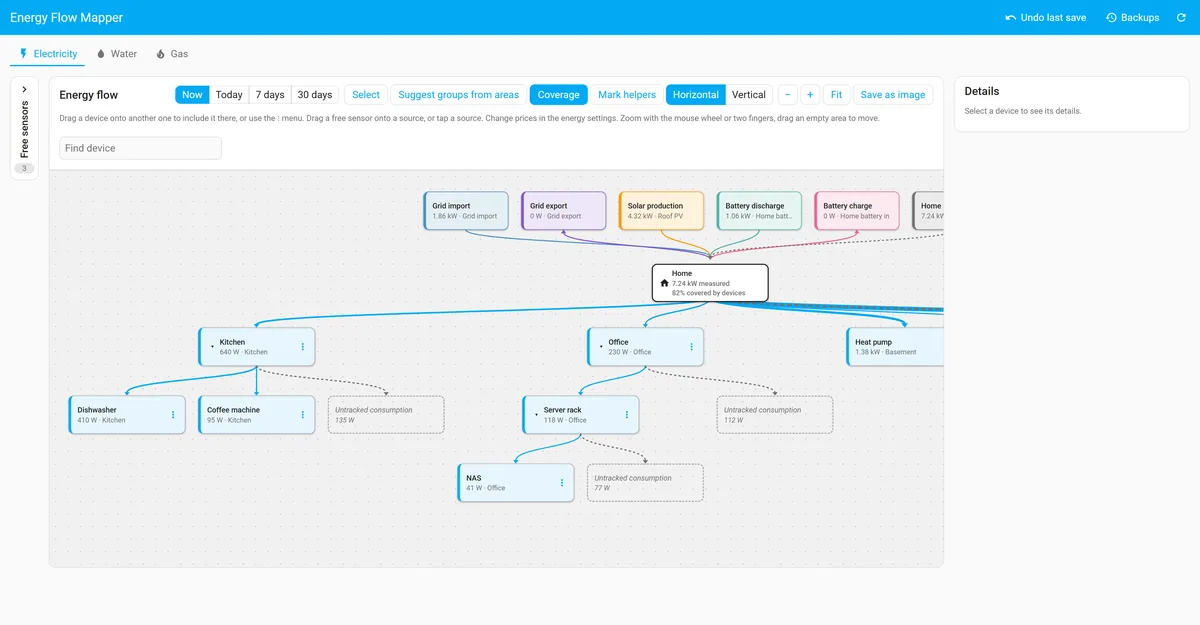 Energy Flow Mapper
Undo last save
Backups
Electricity
Water
Gas
Free sensors
3
Energy flow
Now
Today
7 days
30 days
Select
Suggest groups from areas
Coverage
Mark helpers
Horizontal
Vertical
−
+
Fit
Save as image
Drag a device onto another one to include it there, or use the ⋮ menu. Drag a free sensor onto a source, or tap a source. Change prices in the energy settings. Zoom with the mouse wheel or two fingers, drag an empty area to move.
Find device
Details
Select a device to see its details.
Grid import
1.86 kW · Grid import
Grid export
0 W · Grid export
Solar production
4.32 kW · Roof PV
Battery discharge
1.06 kW · Home batt…
Battery charge
0 W · Home battery in
Home
7.24 kW
Home
7.24 kW measured
82% covered by devices
Kitchen
640 W · Kitchen
Office
230 W · Office
Heat pump
1.38 kW · Basement
Dishwasher
410 W · Kitchen
Coffee machine
95 W · Kitchen
Untracked consumption
135 W
Server rack
118 W · Office
Untracked consumption
112 W
NAS
41 W · Office
Untracked consumption
77 W